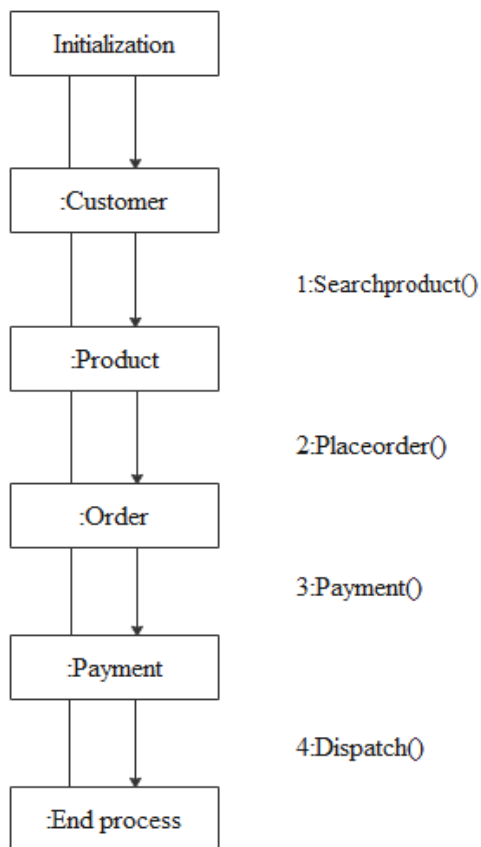 Initialization
:Customer
1:Searchproduct()
:Product
2:Placeorder()
:Order
3:Payment()
:Payment
4:Dispatch()
:End process